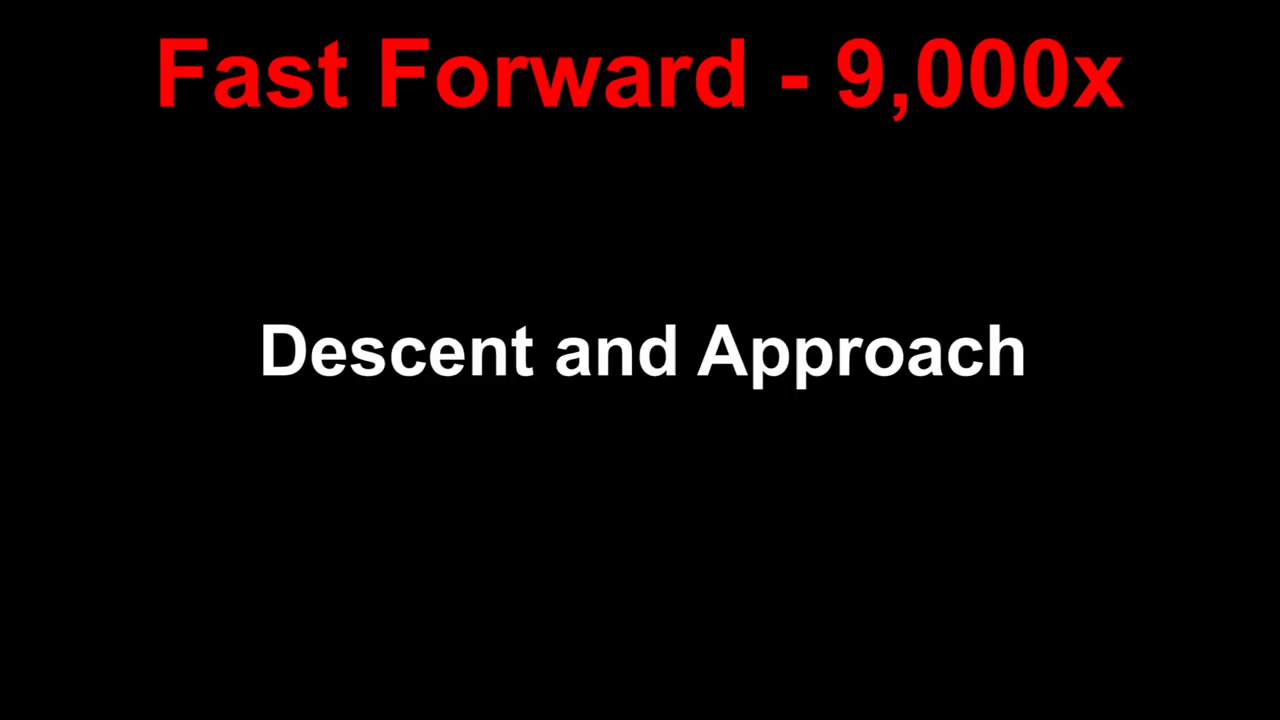 Fast Forward - 9,000x
Descent and Approach